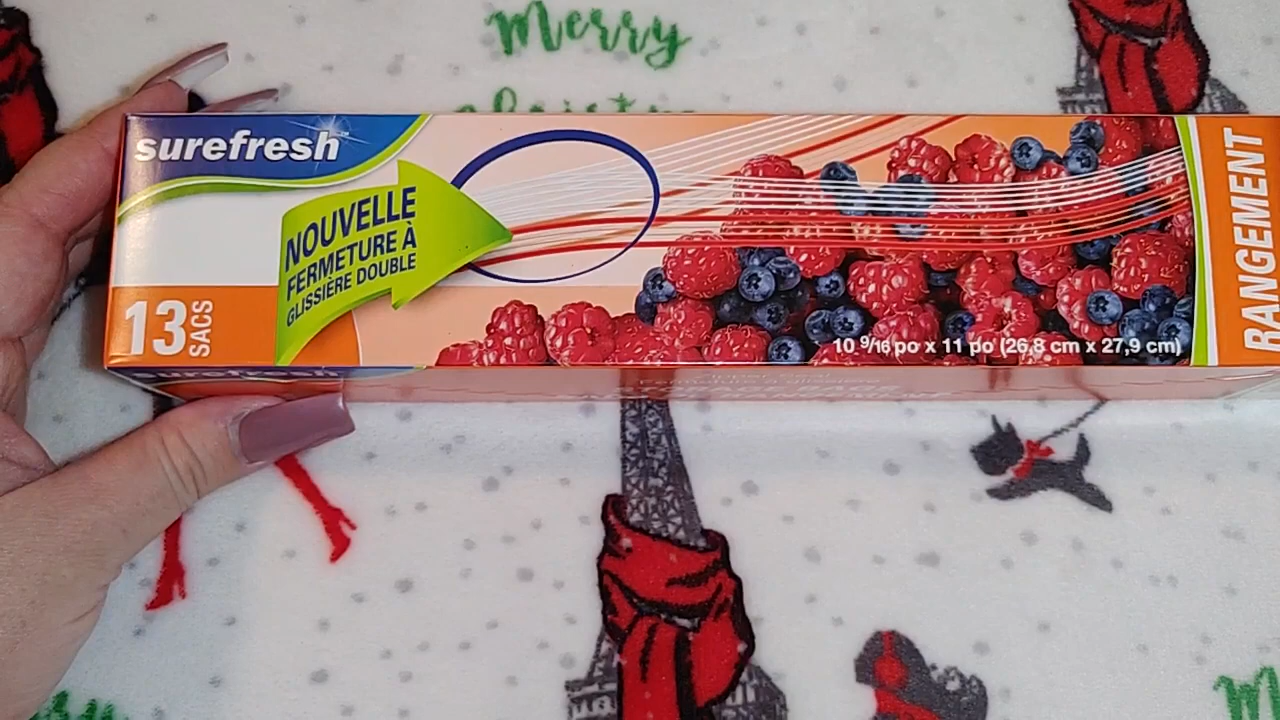 Merry
surefresh™
NOUVELLE
FERMETURE À
GLISSIÈRE DOUBLE
13
SACS
10 9/16 po x 11 po (26,8 cm x 27,9 cm)
RANGEMENT
surefresh